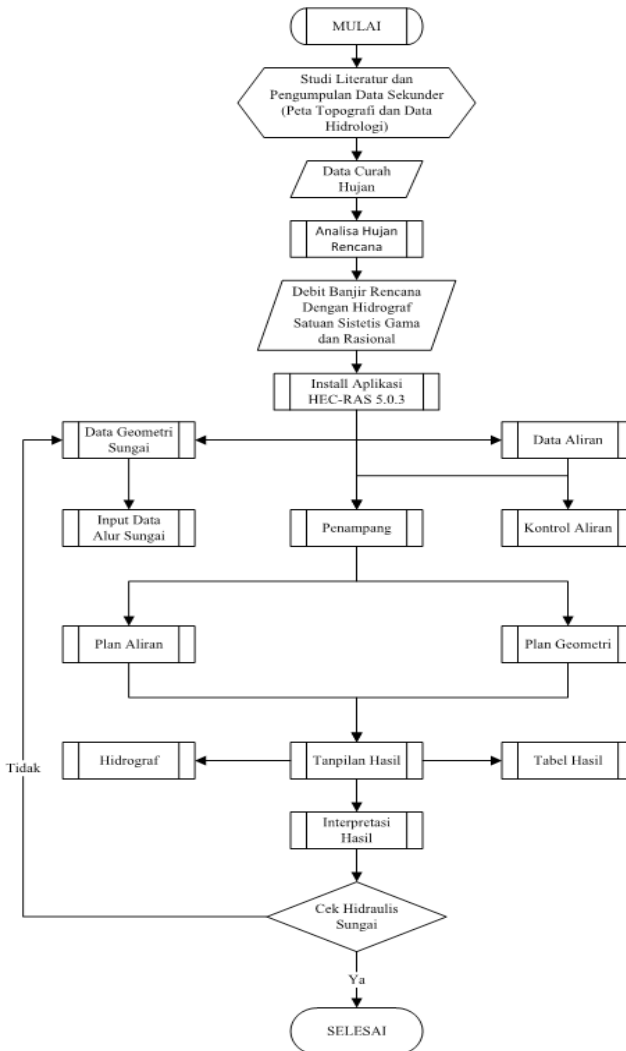 MULAI
Studi Literatur dan
Pengumpulan Data Sekunder
(Peta Topografi dan Data
Hidrologi)
Data Curah
Hujan
Analisa Hujan
Rencana
Debit Banjir Rencana
Dengan Hidrograf
Satuan Sistetis Gama
dan Rasional
Install Aplikasi
HEC-RAS 5.0.3
Data Geometri
Sungai
Data Aliran
Input Data
Alur Sungai
Penampang
Kontrol Aliran
Plan Aliran
Plan Geometri
Hidrograf
Tanpilan Hasil
Tabel Hasil
Tidak
Interpretasi
Hasil
Cek Hidraulis
Sungai
Ya
SELESAI